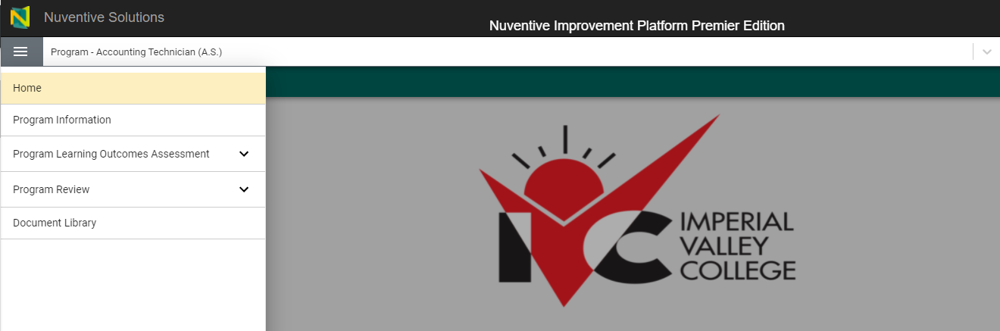 Nuventive Solutions
Nuventive Improvement Platform Premier Edition
Program - Accounting Technician (A.S.)
Home
Program Information
Program Learning Outcomes Assessment
Program Review
Document Library
IVC
IMPERIAL
VALLEY
COLLEGE